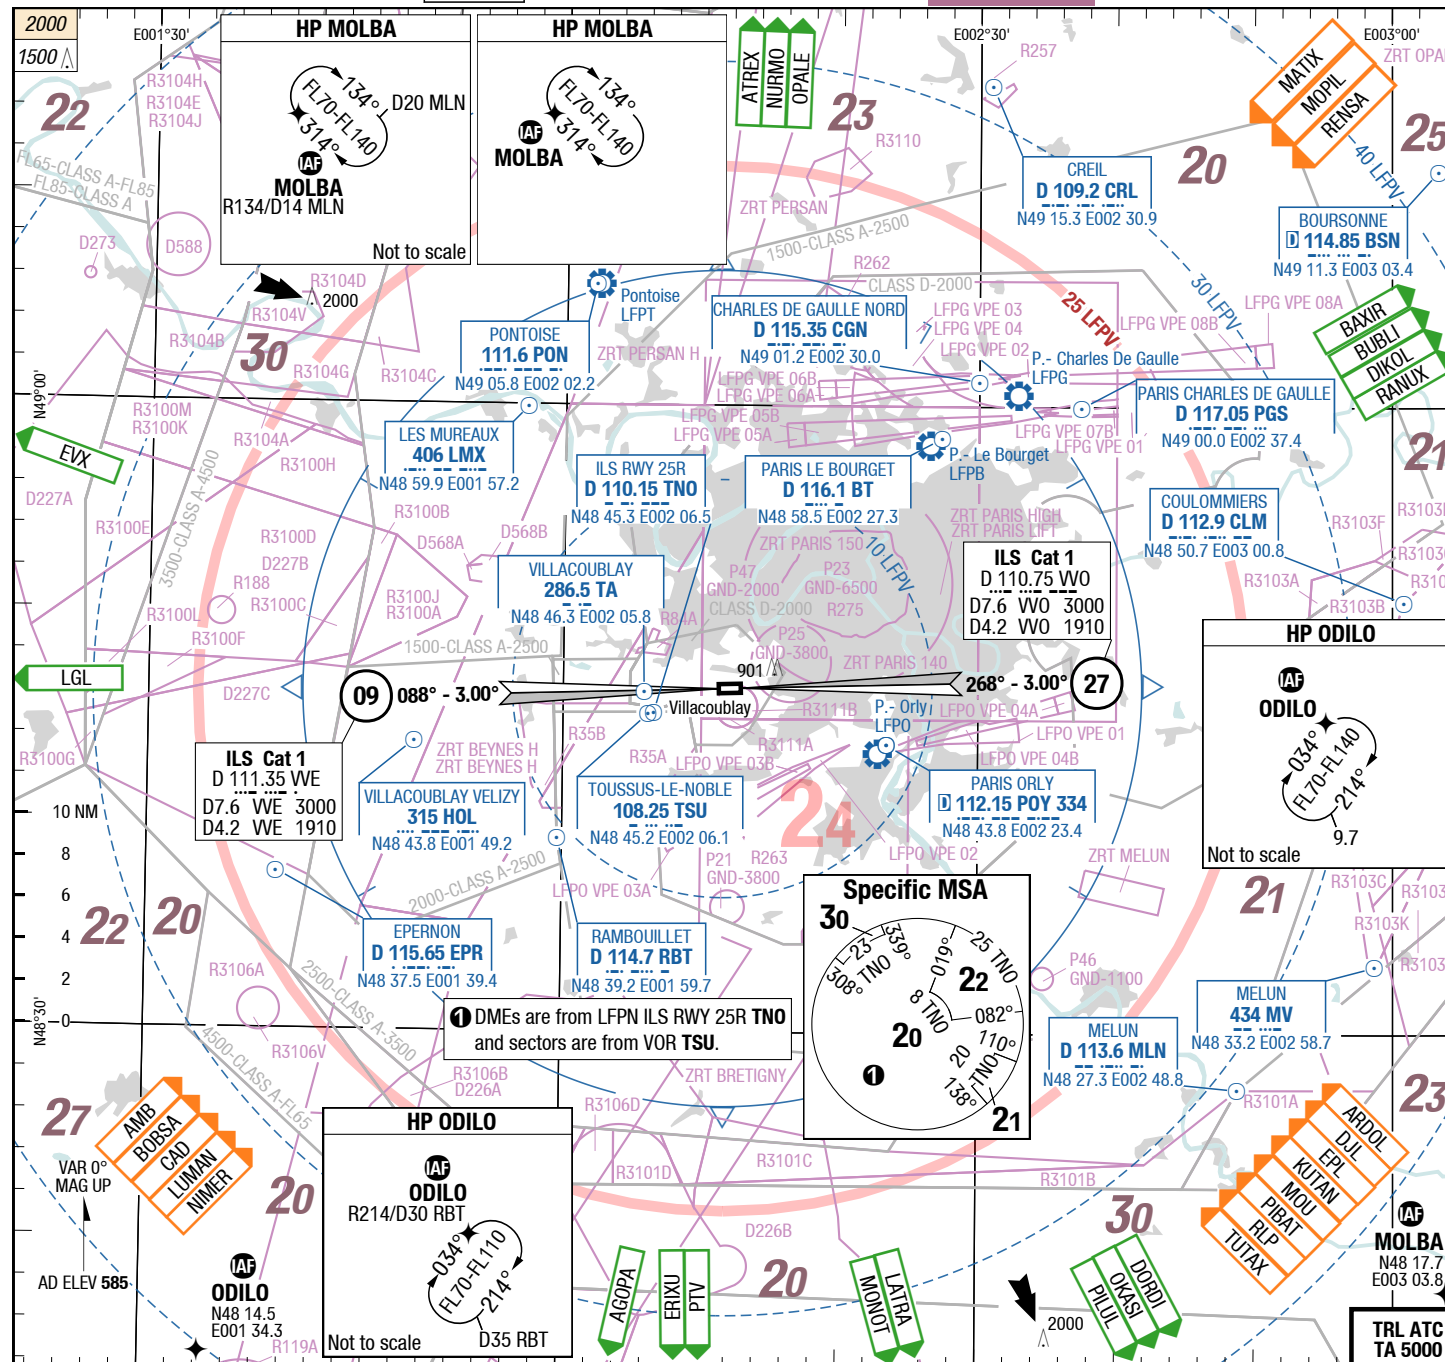 2000
1500
E001°30'
E002°30'
E003°00'
HP MOLBA
134°
FL70-FL140
314°
D20 MLN
IAF
MOLBA
R134/D14 MLN
Not to scale
HP MOLBA
134°
FL70-FL140
314°
IAF
MOLBA
ATREX
NURMO
OPALE
MATIX
MOPIL
RENSA
22
23
20
25
R3104H
R3104E
R3104J
FL65-CLASS A-FL85
FL85-CLASS A
D273
D588
R3104D
2000
R3104V
R3104B
30
R3104G
R3104C
R257
R3110
ZRT PERSAN
1500-CLASS A-2500
R262
CLASS D-2000
40 LFPV
30 LFPV
25 LFPV
10 LFPV
CREIL
D 109.2 CRL
N49 15.3 E002 30.9
BOURSONNE
D 114.85 BSN
N49 11.3 E003 03.4
Pontoise
LFPT
PONTOISE
111.6 PON
N49 05.8 E002 02.2
ZRT PERSAN H
CHARLES DE GAULLE NORD
D 115.35 CGN
N49 01.2 E002 30.0
LFPG VPE 03
LFPG VPE 04
LFPG VPE 02
LFPG VPE 08A
LFPG VPE 08B
P.- Charles De Gaulle
LFPG
LFPG VPE 06B
LFPG VPE 06A
LFPG VPE 05B
LFPG VPE 05A
LFPG VPE 07B
LFPG VPE 01
BAXIR
BUBLI
DIKOL
RANUX
PARIS CHARLES DE GAULLE
D 117.05 PGS
N49 00.0 E002 37.4
N49°00'
R3100M
R3100K
R3104A
R3100H
EVX
D227A
R3100E
3500-CLASS A-4500
LES MUREAUX
406 LMX
N48 59.9 E001 57.2
ILS RWY 25R
D 110.15 TNO
N48 45.3 E002 06.5
PARIS LE BOURGET
D 116.1 BT
N48 58.5 E002 27.3
P.- Le Bourget
LFPB
COULOMMIERS
D 112.9 CLM
N48 50.7 E003 00.8
21
R3103F
R3103A
R3103B
R3100D
R3100B
D227B
R188
R3100C
R3100L
R3100F
D568A
D568B
R3100J
R3100A
VILLACOUBLAY
286.5 TA
N48 46.3 E002 05.8
ZRT PARIS HIGH
ZRT PARIS LIFT
ZRT PARIS 150
P47
GND-2000
P23
GND-6500
CLASS D-2000
R275
R84A
P25
GND-3800
ZRT PARIS 140
ILS Cat 1
D 110.75 VVO
D7.6 VVO 3000
D4.2 VVO 1910
1500-CLASS A-2500
LGL
D227C
09
088° - 3.00°
901
Villacoublay
268° - 3.00°
27
P.- Orly
LFPO
R3111B
R3111A
LFPO VPE 04A
LFPO VPE 01
LFPO VPE 04B
LFPO VPE 03B
R35B
R35A
ZRT BEYNES H
ZRT BEYNES H
R3100G
ILS Cat 1
D 111.35 VVE
D7.6 VVE 3000
D4.2 VVE 1910
VILLACOUBLAY VELIZY
315 HOL
N48 43.8 E001 49.2
TOUSSUS-LE-NOBLE
108.25 TSU
N48 45.2 E002 06.1
24
PARIS ORLY
D 112.15 POY 334
N48 43.8 E002 23.4
HP ODILO
IAF
ODILO
034°
FL70-FL140
214°
9.7
Not to scale
10 NM
8
6
4
2
0
N48°30'
2000-CLASS A-2500
LFPO VPE 03A
P21
GND-3800
R263
LFPO VPE 02
ZRT MELUN
22
20
21
R3103C
R3103K
EPERNON
D 115.65 EPR
N48 37.5 E001 39.4
RAMBOUILLET
D 114.7 RBT
N48 39.2 E001 59.7
Specific MSA
30
23
339°
308° TNO
019°
25 TNO
22
8 TNO
082°
20
110°
20 TNO
138°
1
21
1 DMEs are from LFPN ILS RWY 25R TNO
and sectors are from VOR TSU.
R3106A
2500-CLASS A-3500
4500-CLASS A-FL65
R3106V
R3106B
D226A
P46
GND-1100
MELUN
434 MV
N48 33.2 E002 58.7
MELUN
D 113.6 MLN
N48 27.3 E002 48.8
R3101A
ZRT BRETIGNY
R3106D
R3101D
R3101C
R3101B
D226B
27
AMB
BOBSA
CAD
LUMAN
NIMER
VAR 0°
MAG UP
AD ELEV 585
20
IAF
ODILO
N48 14.5
E001 34.3
R119A
HP ODILO
IAF
ODILO
R214/D30 RBT
034°
FL70-FL110
214°
D35 RBT
Not to scale
AGOPA
ERIXU
PTV
20
LATRA
MONOT
30
2000
DORDI
OKASI
PILUL
23
ARDOL
DJL
EPL
KUTAN
MOU
PIBAT
RLP
TUTAX
IAF
MOLBA
N48 17.7
E003 03.8
TRL ATC
TA 5000